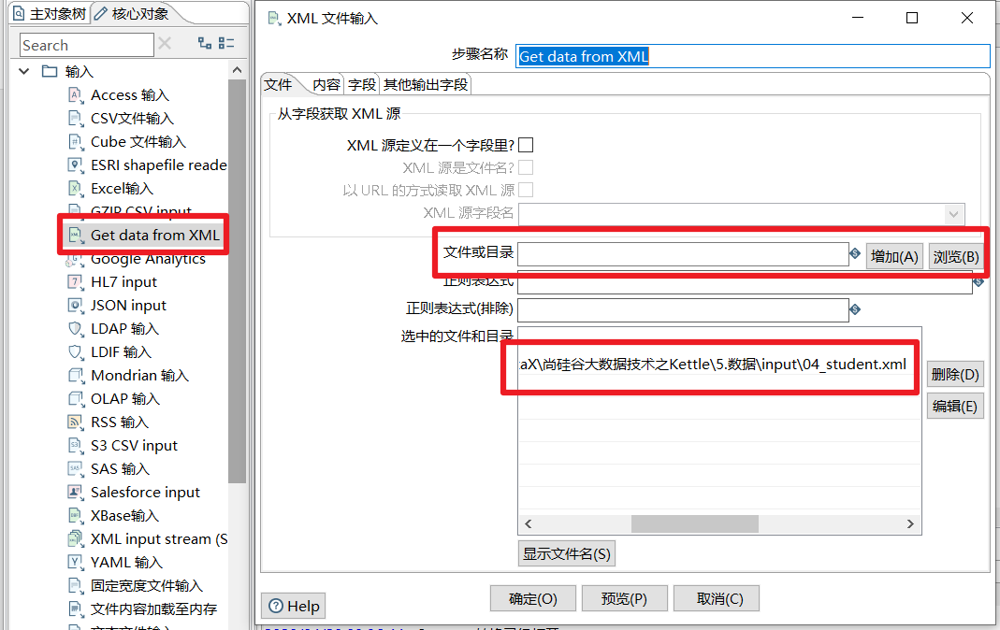 主对象树
核心对象
Search
输入
Access 输入
CSV文件输入
Cube 文件输入
ESRI shapefile reade
Excel输入
GZIP CSV input
Get data from XML
Google Analytics
HL7 input
JSON input
LDAP 输入
LDIF 输入
Mondrian 输入
OLAP 输入
RSS 输入
S3 CSV input
SAS 输入
Salesforce input
XBase输入
XML input stream (S
YAML 输入
固定宽度文件输入
文件内容加载至内存
XML 文件输入
步骤名称 Get data from XML
文件 内容 字段 其他输出字段
从字段获取 XML 源
XML 源定义在一个字段里?
XML 源是文件名?
以 URL 的方式读取 XML 源
XML 源字段名
文件或目录 增加(A) 浏览(B)
正则表达式
正则表达式(排除)
选中的文件和目录
aX\尚硅谷大数据技术之Kettle\5.数据\input\04_student.xml
删除(D)
编辑(E)
显示文件名(S)
Help 确定(O) 预览(P) 取消(C)